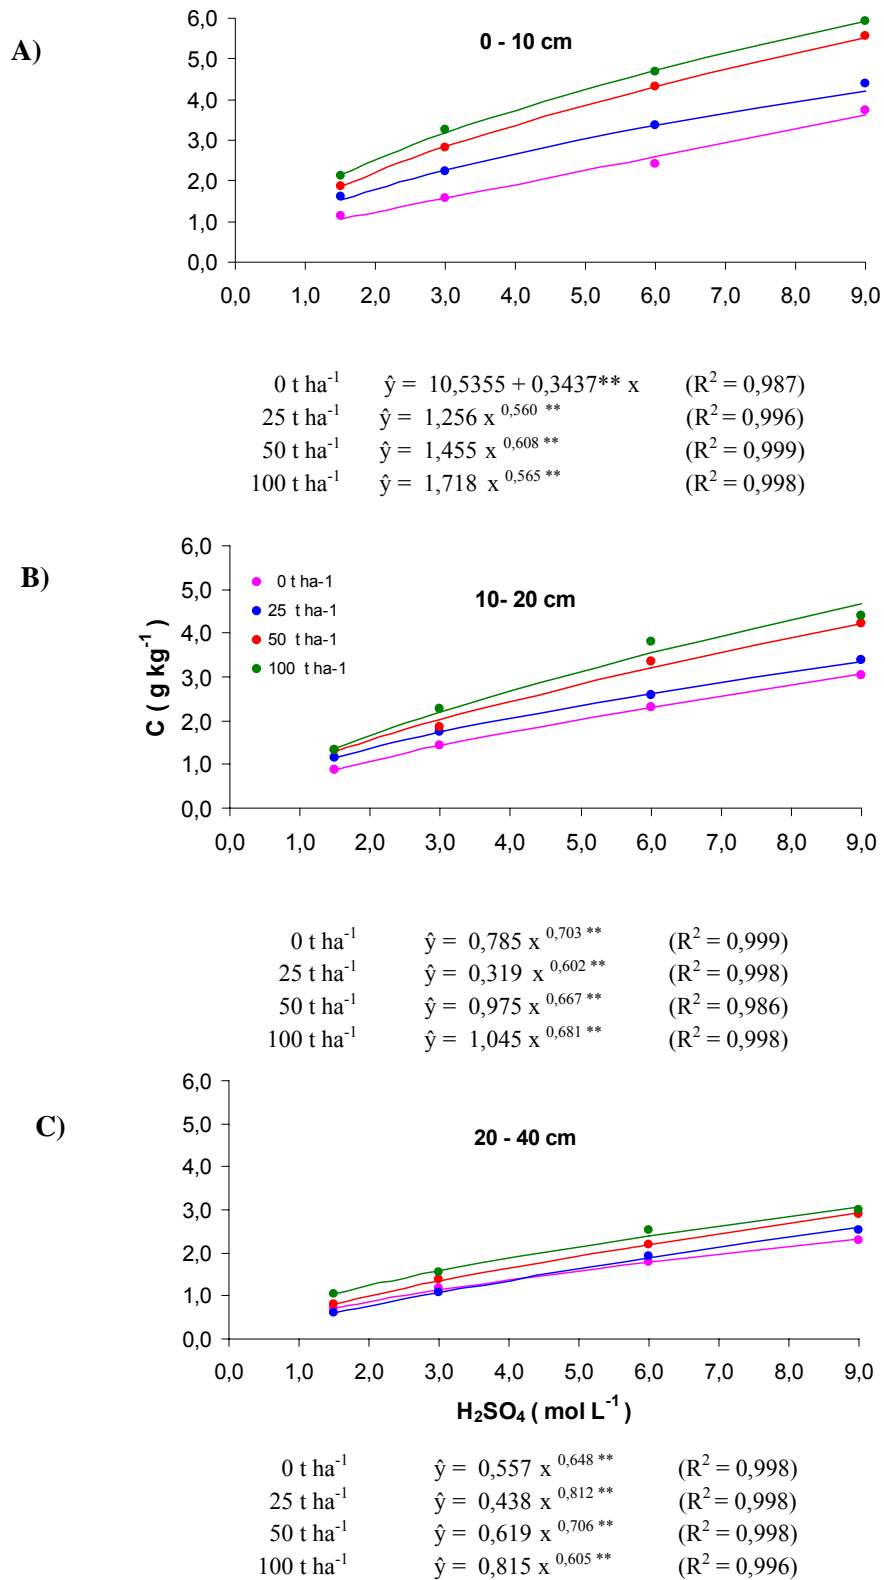 A)
0 - 10 cm
6,0
5,0
4,0
3,0
2,0
1,0
0,0
0,0 1,0 2,0 3,0 4,0 5,0 6,0 7,0 8,0 9,0
0 t ha-1 ŷ = 10,5355 + 0,3437** x (R2 = 0,987)
25 t ha-1 ŷ = 1,256 x 0,560 ** (R2 = 0,996)
50 t ha-1 ŷ = 1,455 x 0,608 ** (R2 = 0,999)
100 t ha-1 ŷ = 1,718 x 0,565 ** (R2 = 0,998)
B)
10- 20 cm
C ( g kg-1 )
6,0
5,0
4,0
3,0
2,0
1,0
0,0
0 t ha-1
25 t ha-1
50 t ha-1
100 t ha-1
0,0 1,0 2,0 3,0 4,0 5,0 6,0 7,0 8,0 9,0
0 t ha-1 ŷ = 0,785 x 0,703 ** (R2 = 0,999)
25 t ha-1 ŷ = 0,319 x 0,602 ** (R2 = 0,998)
50 t ha-1 ŷ = 0,975 x 0,667 ** (R2 = 0,986)
100 t ha-1 ŷ = 1,045 x 0,681 ** (R2 = 0,998)
C)
20 - 40 cm
6,0
5,0
4,0
3,0
2,0
1,0
0,0
0,0 1,0 2,0 3,0 4,0 5,0 6,0 7,0 8,0 9,0
H2SO4 ( mol L-1 )
0 t ha-1 ŷ = 0,557 x 0,648 ** (R2 = 0,998)
25 t ha-1 ŷ = 0,438 x 0,812 ** (R2 = 0,998)
50 t ha-1 ŷ = 0,619 x 0,706 ** (R2 = 0,998)
100 t ha-1 ŷ = 0,815 x 0,605 ** (R2 = 0,996)